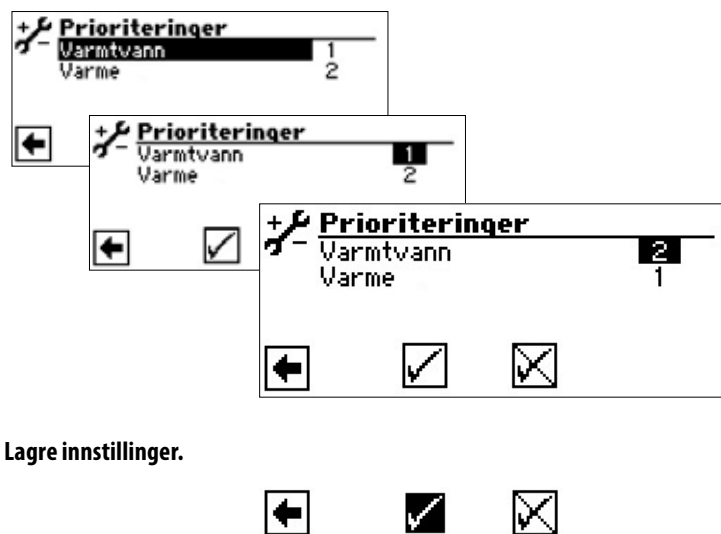 Prioriteringer
Varmtvann 1
Varme 2
Prioriteringer
Varmtvann 1
Varme 2
Prioriteringer
Varmtvann 2
Varme 1
Lagre innstillinger.